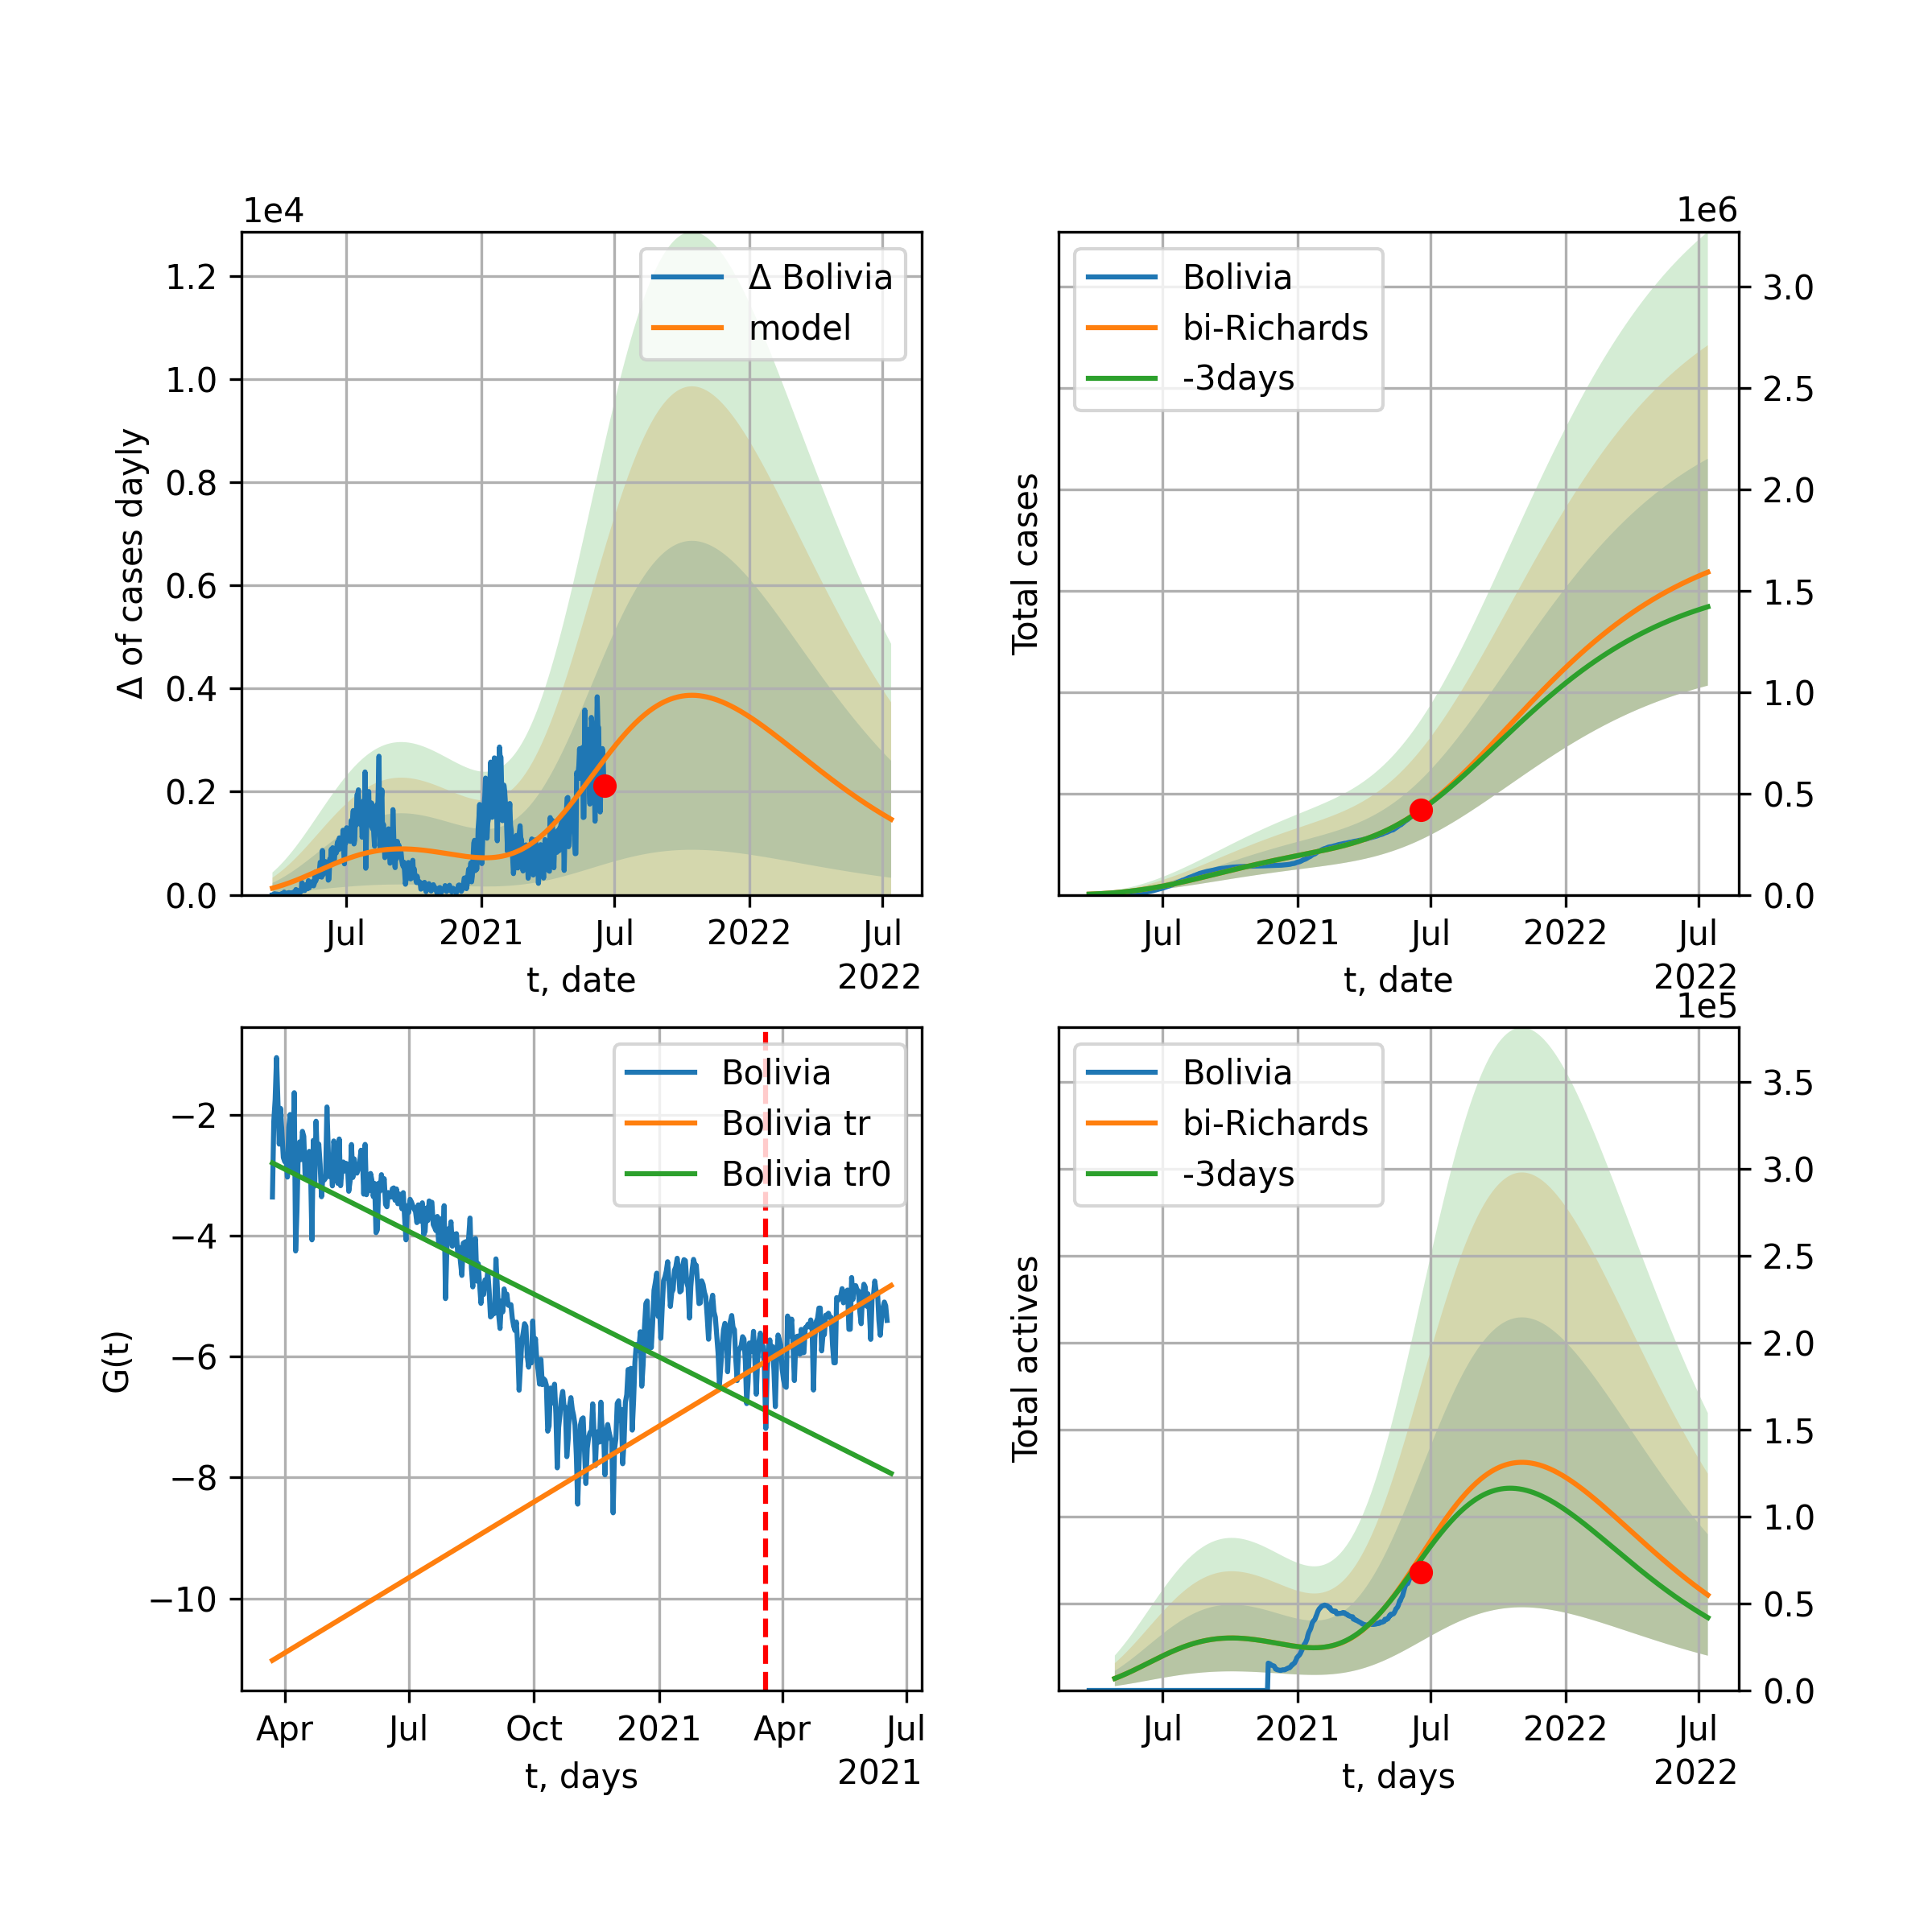 1e4
Δ of cases dayly
1.2
1.0
0.8
0.6
0.4
0.2
0.0
Δ Bolivia
model
Jul
2021
Jul
2022
Jul
2022
t, date
1e6
Total cases
Bolivia
bi-Richards
-3days
3.0
2.5
2.0
1.5
1.0
0.5
0.0
Jul
2021
Jul
2022
Jul
2022
t, date
G(t)
−2
−4
−6
−8
−10
Bolivia
Bolivia tr
Bolivia tr0
Apr
Jul
Oct
2021
Apr
Jul
2021
t, days
1e5
Total actives
Bolivia
bi-Richards
-3days
3.5
3.0
2.5
2.0
1.5
1.0
0.5
0.0
Jul
2021
Jul
2022
Jul
2022
t, days